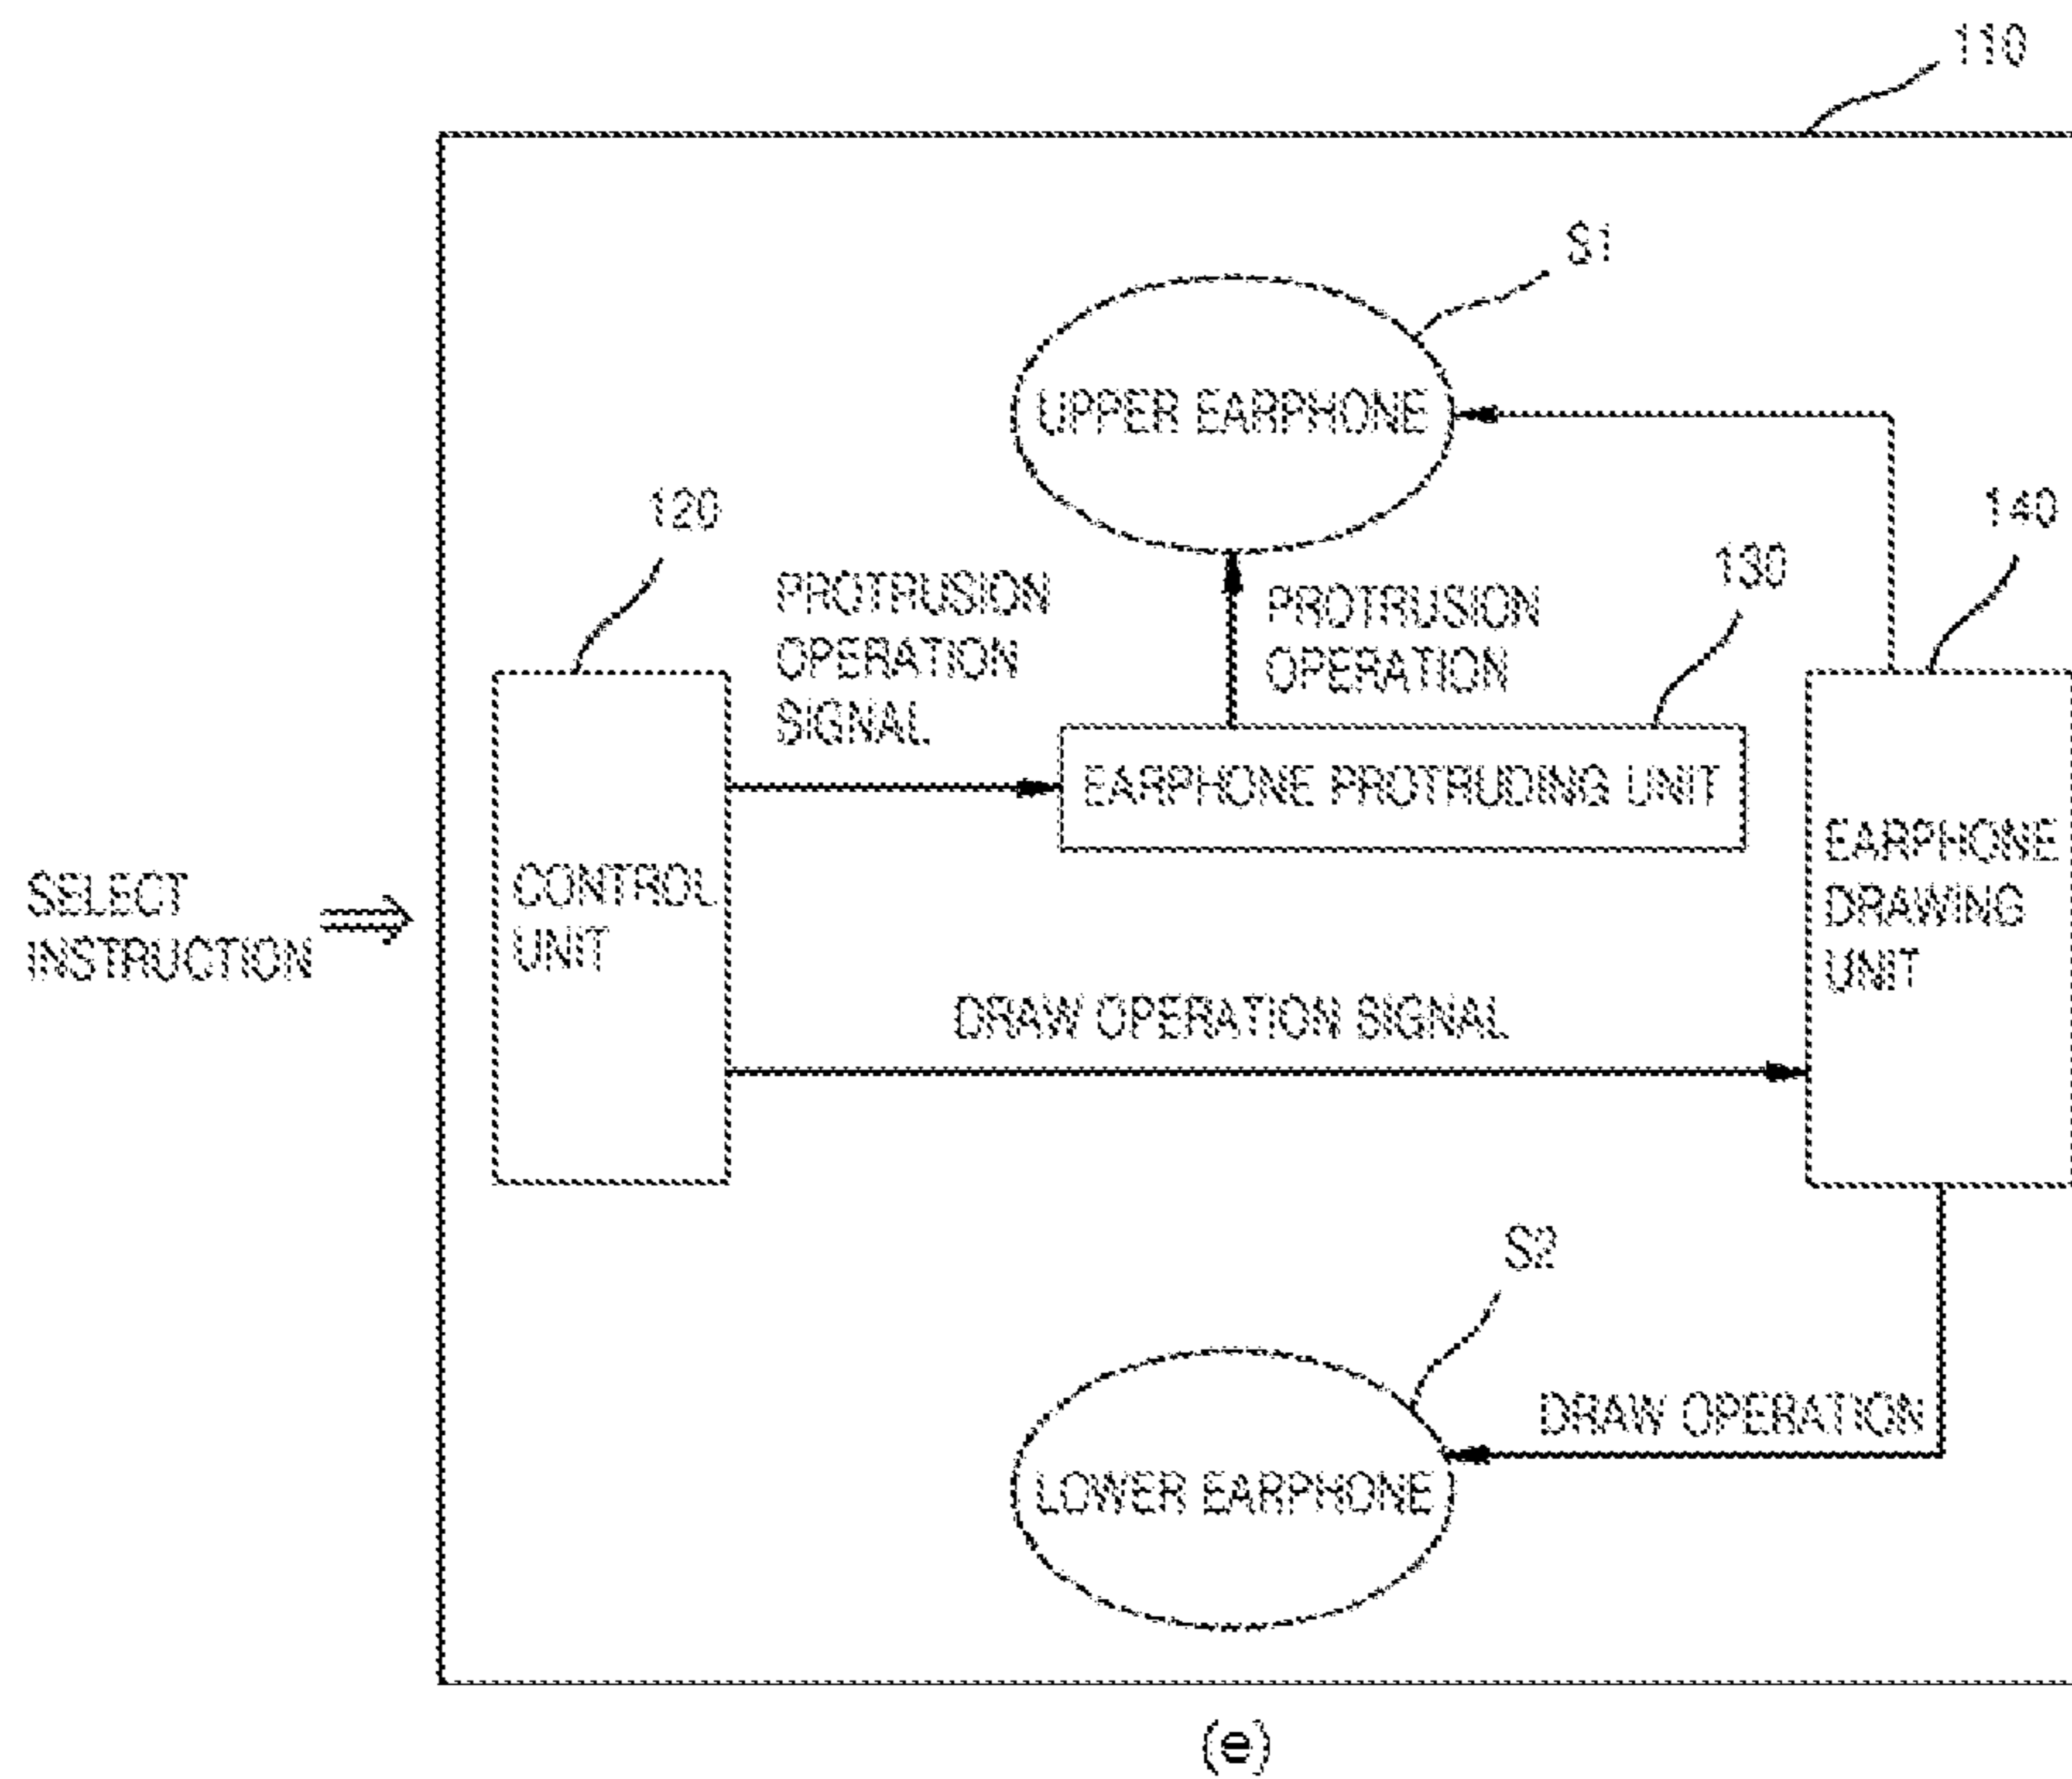 110
S1
UPPER EARPHONE
120
140
130
PROTRUSION
OPERATION
SIGNAL
PROTRUSION
OPERATION
EARPHONE PROTRUDING UNIT
EARPHONE
DRAWING
UNIT
CONTROL
UNIT
SELECT
INSTRUCTION
DRAW OPERATION SIGNAL
S2
DRAW OPERATION
LOWER EARPHONE
(e)